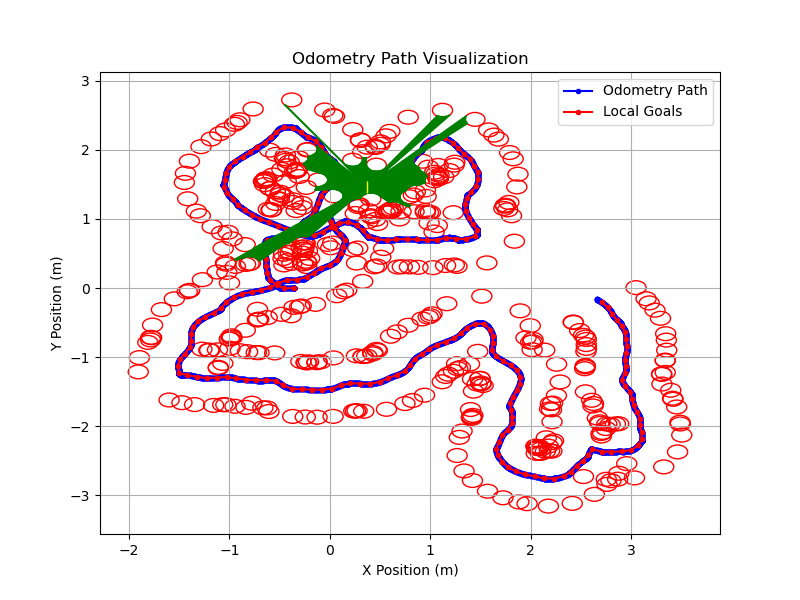 Odometry Path Visualization
Odometry Path
Local Goals
Y Position (m)
3
2
1
0
−1
−2
−3
−2
−1
0
1
2
3
X Position (m)